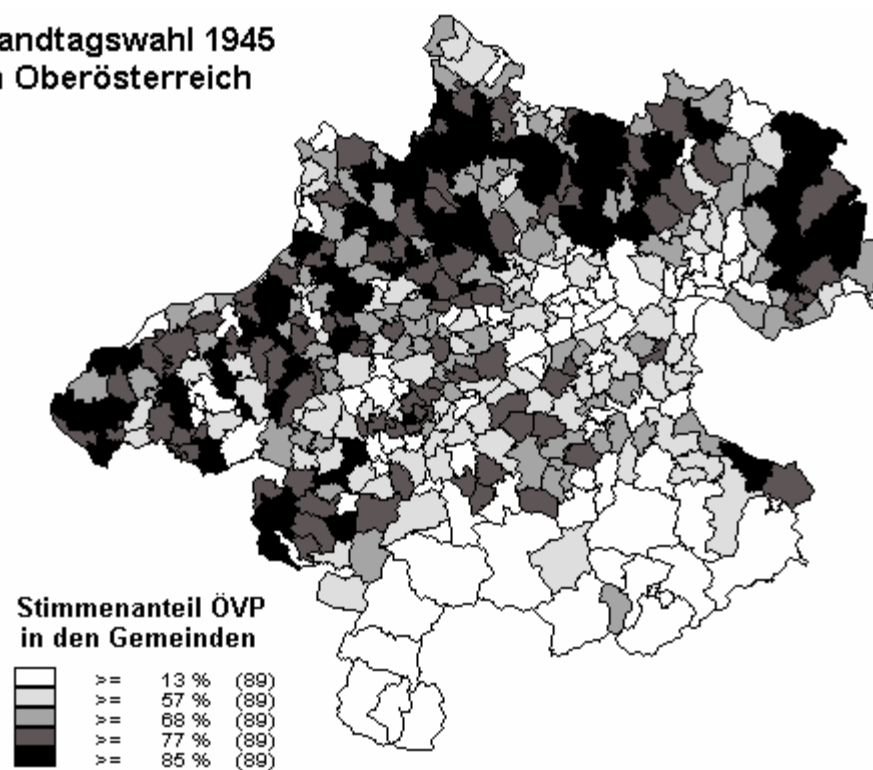 andtagswahl 1945
Oberösterreich
Stimmenanteil ÖVP
in den Gemeinden
>= 13 % (89)
>= 57 % (89)
>= 68 % (89)
>= 77 % (89)
>= 85 % (89)